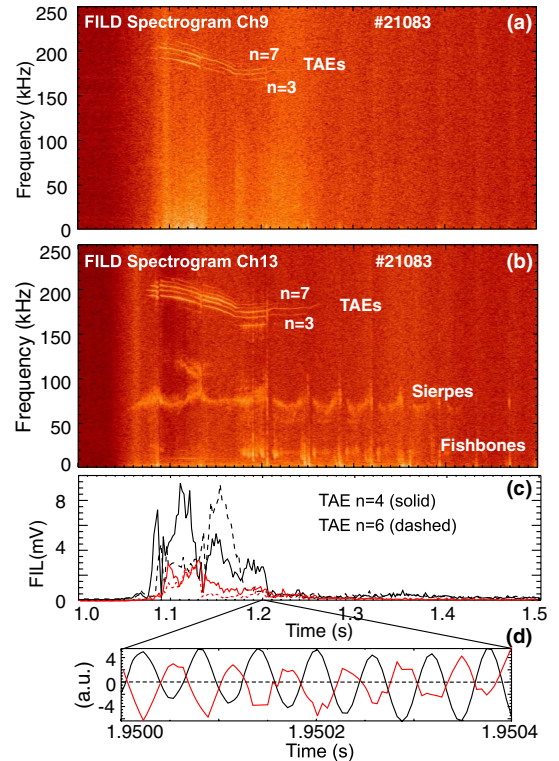 FILD Spectrogram Ch9 #21083 (a)
250
200
150
100
50
0
Frequency (kHz)
n=7
TAEs
n=3
FILD Spectrogram Ch13 #21083 (b)
250
200
150
100
50
0
Frequency (kHz)
n=7
TAEs
n=3
Sierpes
Fishbones
(c)
TAE n=4 (solid)
TAE n=6 (dashed)
8
4
0
FIL(mV)
1.0 1.1 1.2 1.3 1.4 1.5
Time (s)
(d)
4
2
0
-4
(a.u.)
1.9500 1.9502 1.9504
Time (s)